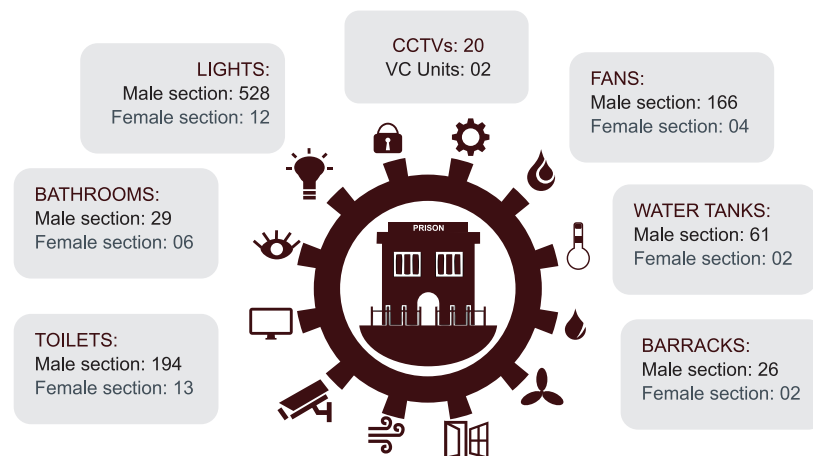 CCTVs: 20
VC Units: 02
LIGHTS:
Male section: 528
Female section: 12
FANS:
Male section: 166
Female section: 04
BATHROOMS:
Male section: 29
Female section: 06
PRISON
WATER TANKS:
Male section: 61
Female section: 02
TOILETS:
Male section: 194
Female section: 13
BARRACKS:
Male section: 26
Female section: 02